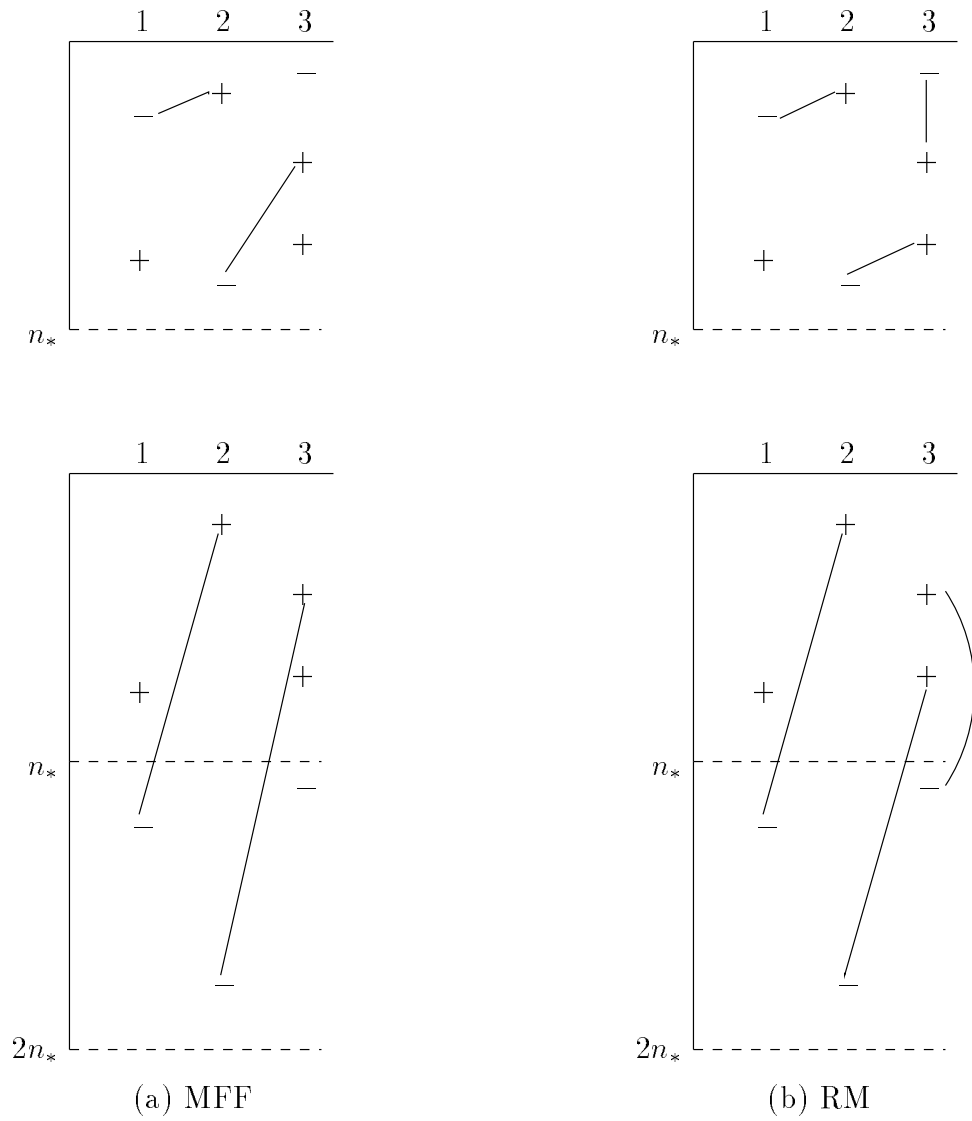 1 2 3 1 2 3
− −
− + − +
+ +
+ + + +
− −
n* n*
1 2 3 1 2 3
+ +
+ +
+ +
+ +
n* n*
− −
− −
− −
2n* 2n*
(a) MFF (b) RM